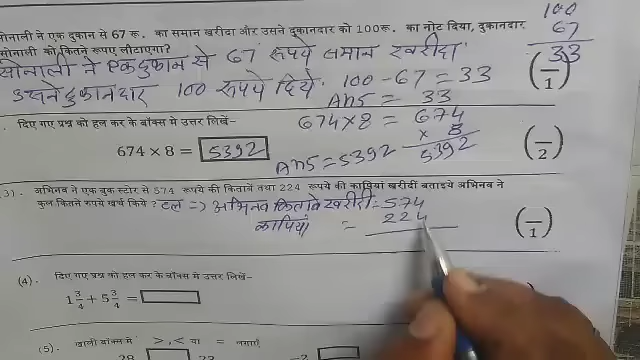 सोनाली ने एक दुकान से 67 रू. का समान खरीदा और उसने दुकानदार को 100रू. का नोट दिया, दुकानदार
सोनाली को कितने रूपए लौटाएगा?
100
67
33
सोनाली ने एक दुकान से 67 रूपये समान खरीदा
उसने दुकानदार 100 रूपये दिये 100 - 67 = 33
Ans = 33
(—/1)
दिए गए प्रश्न को हल कर के बॉक्स में उत्तर लिखें-
674 × 8 = 5392
674×8 = 674
× 8
5392
Ans = 5392
(—/2)
(3). अभिनव ने एक बुक स्टोर से 574 रूपये की किताबें तथा 224 रूपये की कापियां खरीदीं बताइये अभिनव ने
कुल कितने रूपये खर्च किये ? हल => अभिनव किताबे खरीदी = 574
कापियां = 224
(—/1)
(4). दिए गए प्रश्न को हल कर के बॉक्स में उत्तर लिखें-
1 3/4 + 5 3/4 =
(5). खाली बॉक्स में >, < या = लगाएँ